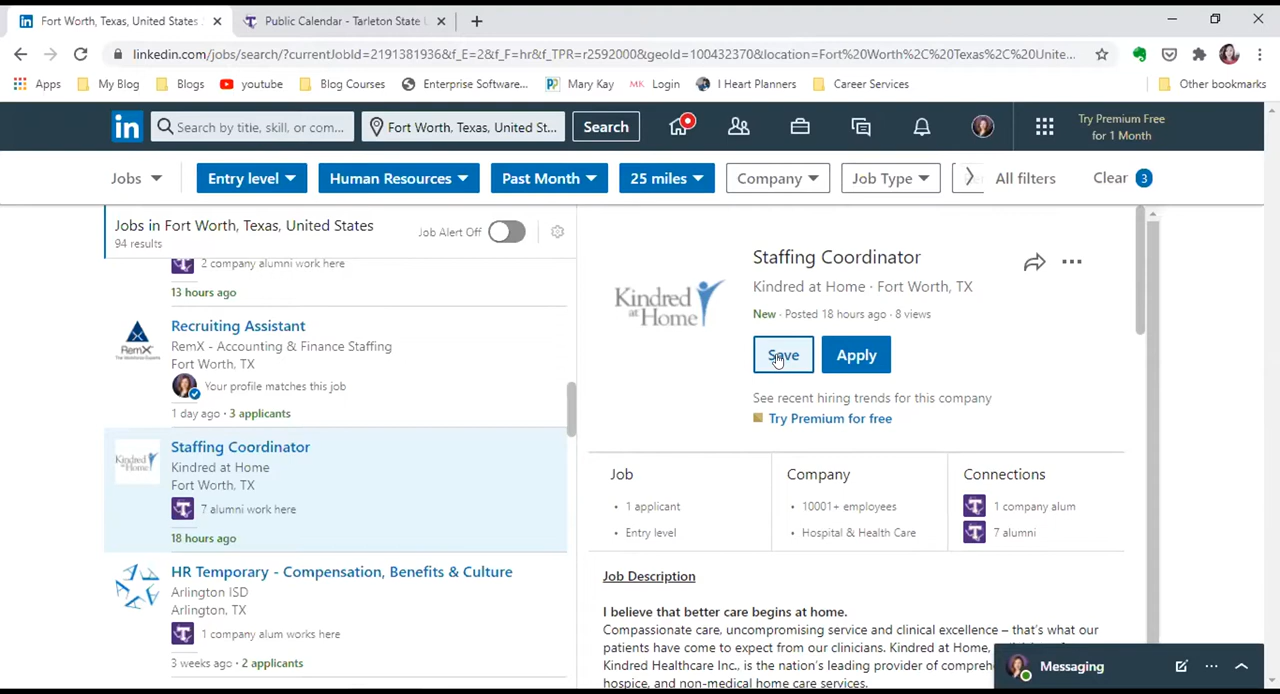 Fort Worth, Texas, United States
Public Calendar - Tarleton State
linkedin.com/jobs/search/?currentJobId=2191381936&f_E=2&f_F=hr&f_TPR=r2592000&geoId=100432370&location=Fort%20Worth%2C%20Texas%2C%20Unite...
Apps My Blog Blogs youtube Blog Courses Enterprise Software... Mary Kay MK Login I Heart Planners Career Services Other bookmarks
in Search by title, skill, or com... Fort Worth, Texas, United St... Search
Try Premium Free
for 1 Month
Jobs Entry level Human Resources Past Month 25 miles Company Job Type All filters Clear 3
Jobs in Fort Worth, Texas, United States
94 results
Job Alert Off
2 company alumni work here
13 hours ago
Recruiting Assistant
RemX - Accounting & Finance Staffing
Fort Worth, TX
Your profile matches this job
1 day ago · 3 applicants
RemX
Staffing Coordinator
Kindred at Home
Fort Worth, TX
7 alumni work here
18 hours ago
Kindred
at Home
HR Temporary - Compensation, Benefits & Culture
Arlington ISD
Arlington, TX
1 company alum works here
3 weeks ago · 2 applicants
Kindred
at Home
Staffing Coordinator
Kindred at Home · Fort Worth, TX
New · Posted 18 hours ago · 8 views
Save Apply
See recent hiring trends for this company
Try Premium for free
Job
• 1 applicant
• Entry level
Company
• 10001+ employees
• Hospital & Health Care
Connections
1 company alum
7 alumni
Job Description
I believe that better care begins at home.
Compassionate care, uncompromising service and clinical excellence – that's what our
patients have come to expect from our clinicians. Kindred at Home,
Kindred Healthcare Inc., is the nation's leading provider of
hospice, and non-medical home care services.
Messaging